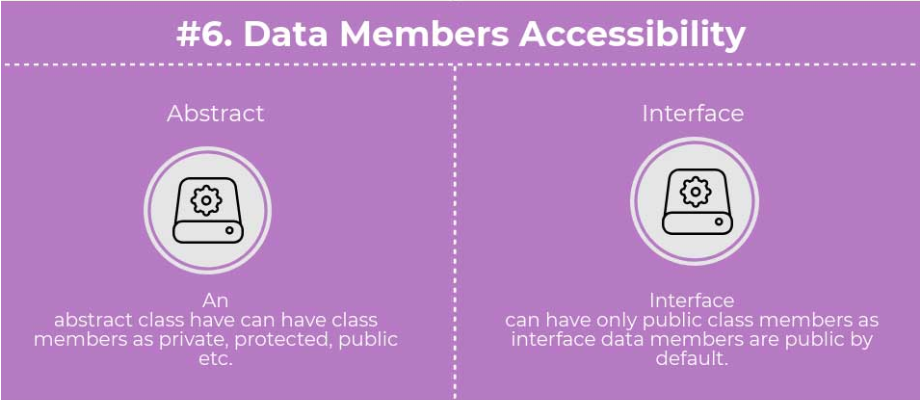 #6. Data Members Accessibility
Abstract
An
abstract class have can have class
members as private, protected, public
etc.
Interface
Interface
can have only public class members as
interface data members are public by
default.